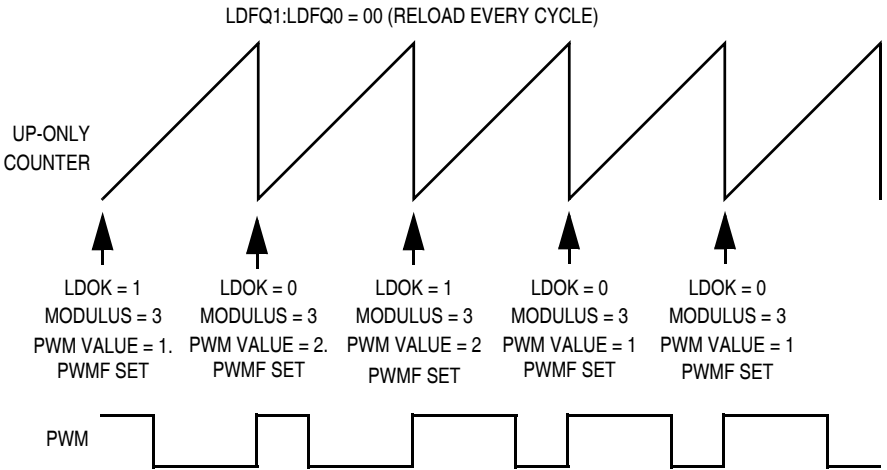 LDFQ1:LDFQ0 = 00 (RELOAD EVERY CYCLE)
UP-ONLY
COUNTER
LDOK = 1
MODULUS = 3
PWM VALUE = 1.
PWMF SET
LDOK = 0
MODULUS = 3
PWM VALUE = 2.
PWMF SET
LDOK = 1
MODULUS = 3
PWM VALUE = 2
PWMF SET
LDOK = 0
MODULUS = 3
PWM VALUE = 1
PWMF SET
LDOK = 0
MODULUS = 3
PWM VALUE = 1
PWMF SET
PWM